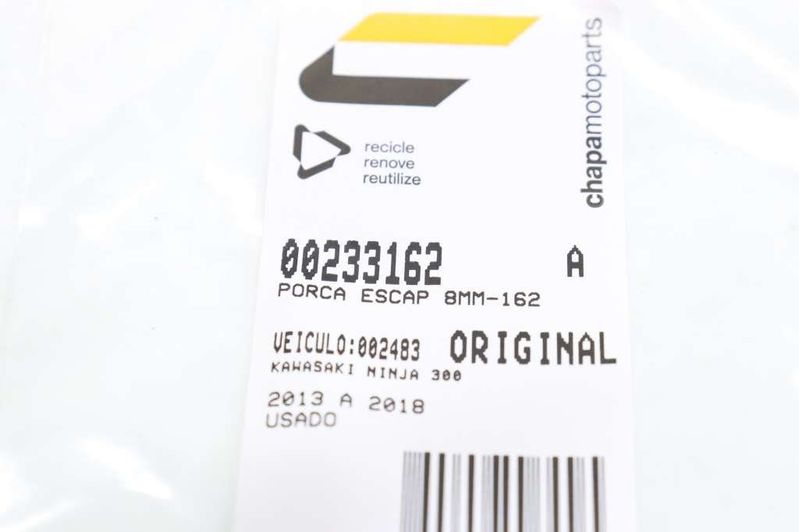 chapamotoparts
recicle
renove
reutilize
00233162 A
PORCA ESCAP 8MM-162
VEICULO:002483 ORIGINAL
KAWASAKI NINJA 300
2013 A 2018
USADO